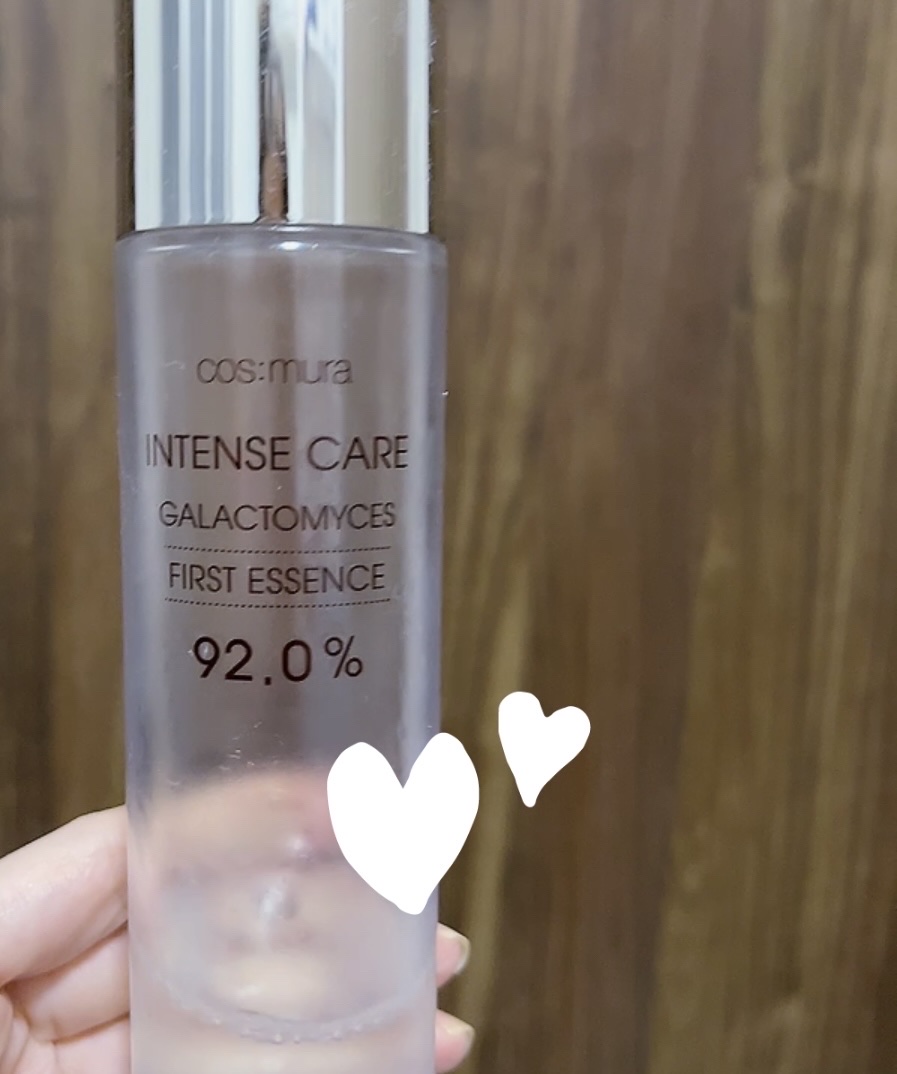 cos:mura
INTENSE CARE
GALACTOMYCES
FIRST ESSENCE
92.0%